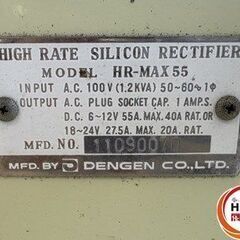 HIGH RATE SILICON RECTIFIER
MODEL HR-MAX55
INPUT A.C. 100V (1.2KVA) 50~60~1φ
OUTPUT A.C. PLUG SOCKET CAP. 1 AMPS.
D.C. 6~12V 55A. MAX. 40A RAT. OR
18~24V 27.5A. MAX. 20A. RAT.
MFD. NO.
MFD. BY DENGEN CO., LTD.